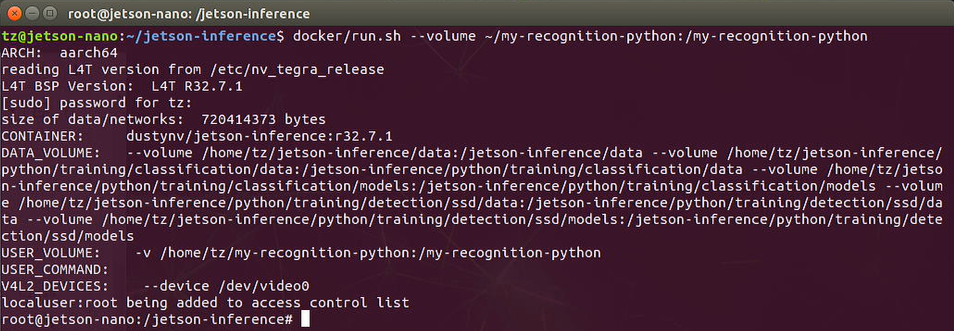 root@jetson-nano: /jetson-inference
tz@jetson-nano:~/jetson-inference$ docker/run.sh --volume ~/my-recognition-python:/my-recognition-python
ARCH:  aarch64
reading L4T version from /etc/nv_tegra_release
L4T BSP Version:  L4T R32.7.1
[sudo] password for tz:
size of data/networks:  720414373 bytes
CONTAINER:     dustynv/jetson-inference:r32.7.1
DATA_VOLUME:   --volume /home/tz/jetson-inference/data:/jetson-inference/data --volume /home/tz/jetson-inference/
python/training/classification/data:/jetson-inference/python/training/classification/data --volume /home/tz/jetso
n-inference/python/training/classification/models:/jetson-inference/python/training/classification/models --volum
e /home/tz/jetson-inference/python/training/detection/ssd/data:/jetson-inference/python/training/detection/ssd/da
ta --volume /home/tz/jetson-inference/python/training/detection/ssd/models:/jetson-inference/python/training/dete
ction/ssd/models
USER_VOLUME:    -v /home/tz/my-recognition-python:/my-recognition-python
USER_COMMAND:
V4L2_DEVICES:    --device /dev/video0
localuser:root being added to access control list
root@jetson-nano:/jetson-inference#